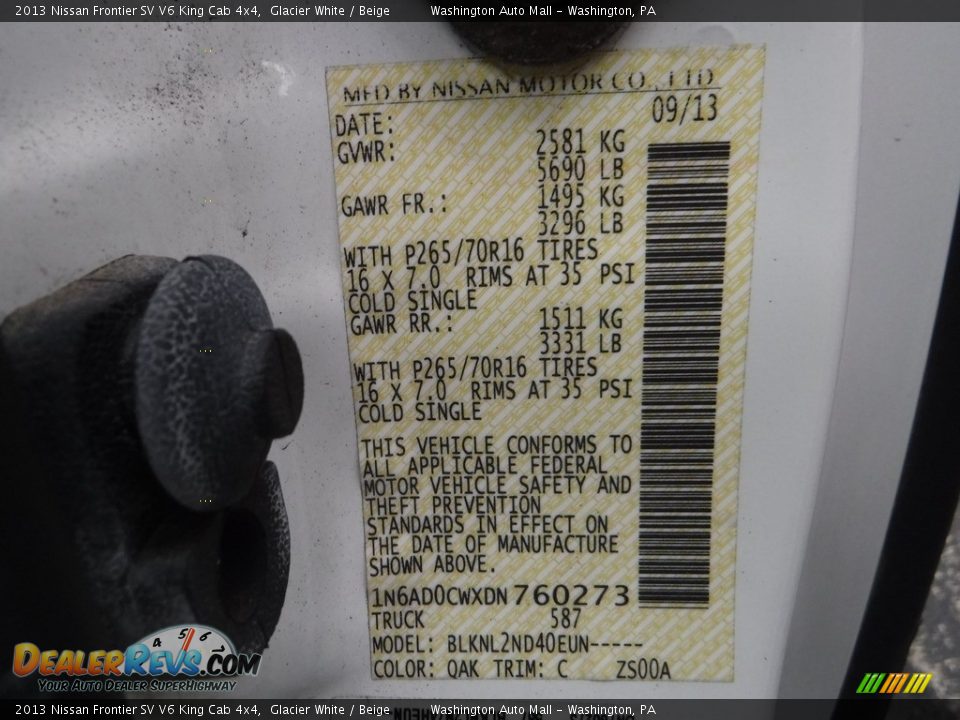 2013 Nissan Frontier SV V6 King Cab 4x4, Glacier White / Beige Washington Auto Mall - Washington, PA
MFD BY NISSAN MOTOR CO., LTD
DATE: 09/13
GVWR: 2581 KG
5690 LB
GAWR FR.: 1495 KG
3296 LB
WITH P265/70R16 TIRES
16 X 7.0 RIMS AT 35 PSI
COLD SINGLE
GAWR RR.: 1511 KG
3331 LB
WITH P265/70R16 TIRES
16 X 7.0 RIMS AT 35 PSI
COLD SINGLE
THIS VEHICLE CONFORMS TO
ALL APPLICABLE FEDERAL
MOTOR VEHICLE SAFETY AND
THEFT PREVENTION
STANDARDS IN EFFECT ON
THE DATE OF MANUFACTURE
SHOWN ABOVE.
1N6AD0CWXDN760273
TRUCK 587
MODEL: BLKNL2ND40EUN-----
COLOR: QAK TRIM: C ZS00A
4 5 6
DealerRevs.com
Your Auto Dealer SuperHighway
2013 Nissan Frontier SV V6 King Cab 4x4, Glacier White / Beige Washington Auto Mall - Washington, PA